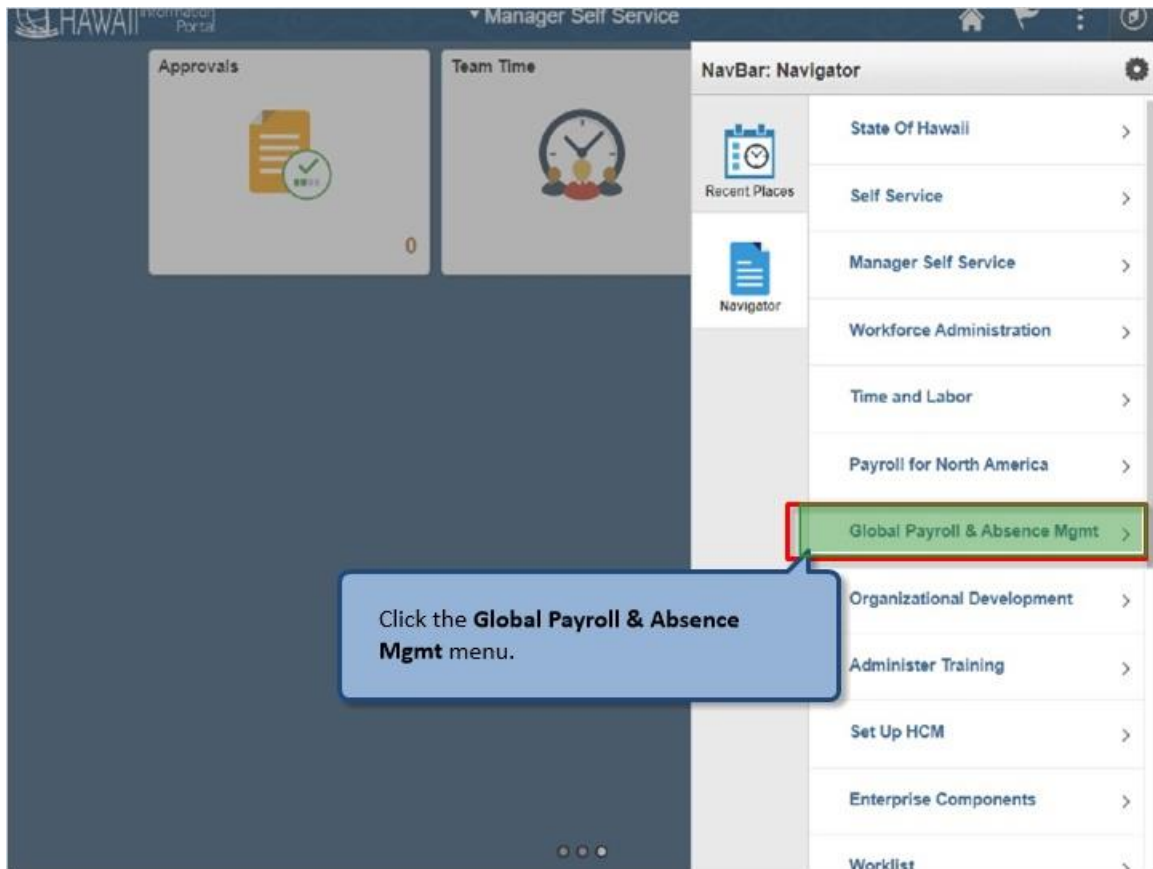 HAWAII Information
Portal
Manager Self Service
Approvals
0
Team Time
NavBar: Navigator
Recent Places
Navigator
State Of Hawaii
Self Service
Manager Self Service
Workforce Administration
Time and Labor
Payroll for North America
Global Payroll & Absence Mgmt
Organizational Development
Administer Training
Set Up HCM
Enterprise Components
Worklist
Click the Global Payroll & Absence
Mgmt menu.